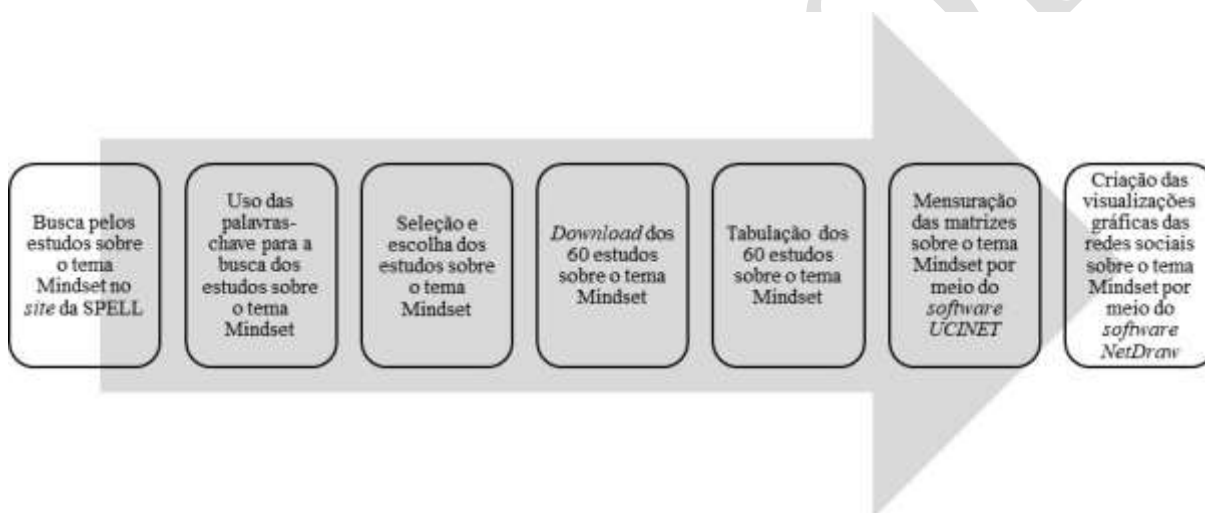 Busca pelos
estudos sobre
o tema
Mindset no
site da SPELL
Uso das
palavras-
chave para a
busca dos
estudos sobre
o tema
Mindset
Seleção e
escolha dos
estudos sobre
o tema
Mindset
Download dos
60 estudos
sobre o tema
Mindset
Tabulação dos
60 estudos
sobre o tema
Mindset
Mensuração
das matrizes
sobre o tema
Mindset por
meio do
software
UCINET
Criação das
visualizações
gráficas das
redes sociais
sobre o tema
Mindset por
meio do
software
NetDraw